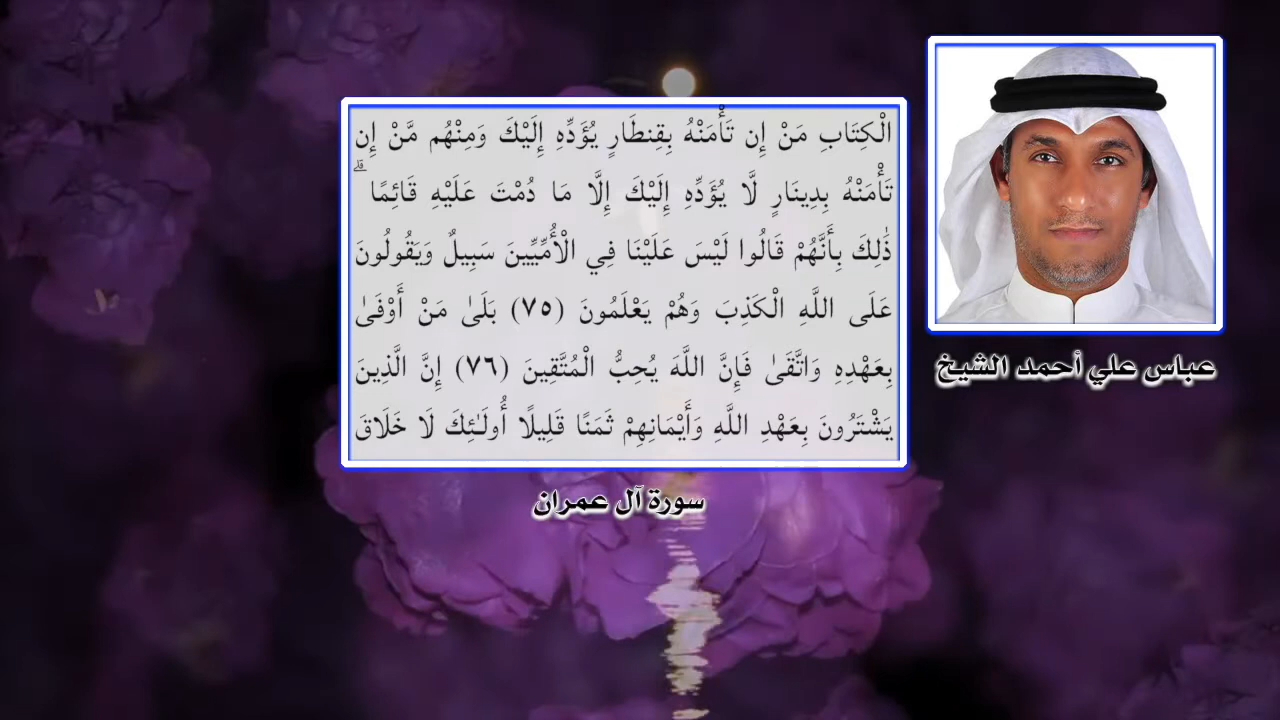 الْكِتَابِ مَنْ إِن تَأْمَنْهُ بِقِنطَارٍ يُؤَدِّهِ إِلَيْكَ وَمِنْهُم مَّنْ إِن
تَأْمَنْهُ بِدِينَارٍ لَّا يُؤَدِّهِ إِلَيْكَ إِلَّا مَا دُمْتَ عَلَيْهِ قَائِمًا ۗ
ذَٰلِكَ بِأَنَّهُمْ قَالُوا لَيْسَ عَلَيْنَا فِي الْأُمِّيِّينَ سَبِيلٌ وَيَقُولُونَ
عَلَى اللَّهِ الْكَذِبَ وَهُمْ يَعْلَمُونَ (٧٥) بَلَىٰ مَنْ أَوْفَىٰ
بِعَهْدِهِ وَاتَّقَىٰ فَإِنَّ اللَّهَ يُحِبُّ الْمُتَّقِينَ (٧٦) إِنَّ الَّذِينَ
يَشْتَرُونَ بِعَهْدِ اللَّهِ وَأَيْمَانِهِمْ ثَمَنًا قَلِيلًا أُولَـٰئِكَ لَا خَلَاقَ
عباس علي أحمد الشيخ
سورة آل عمران